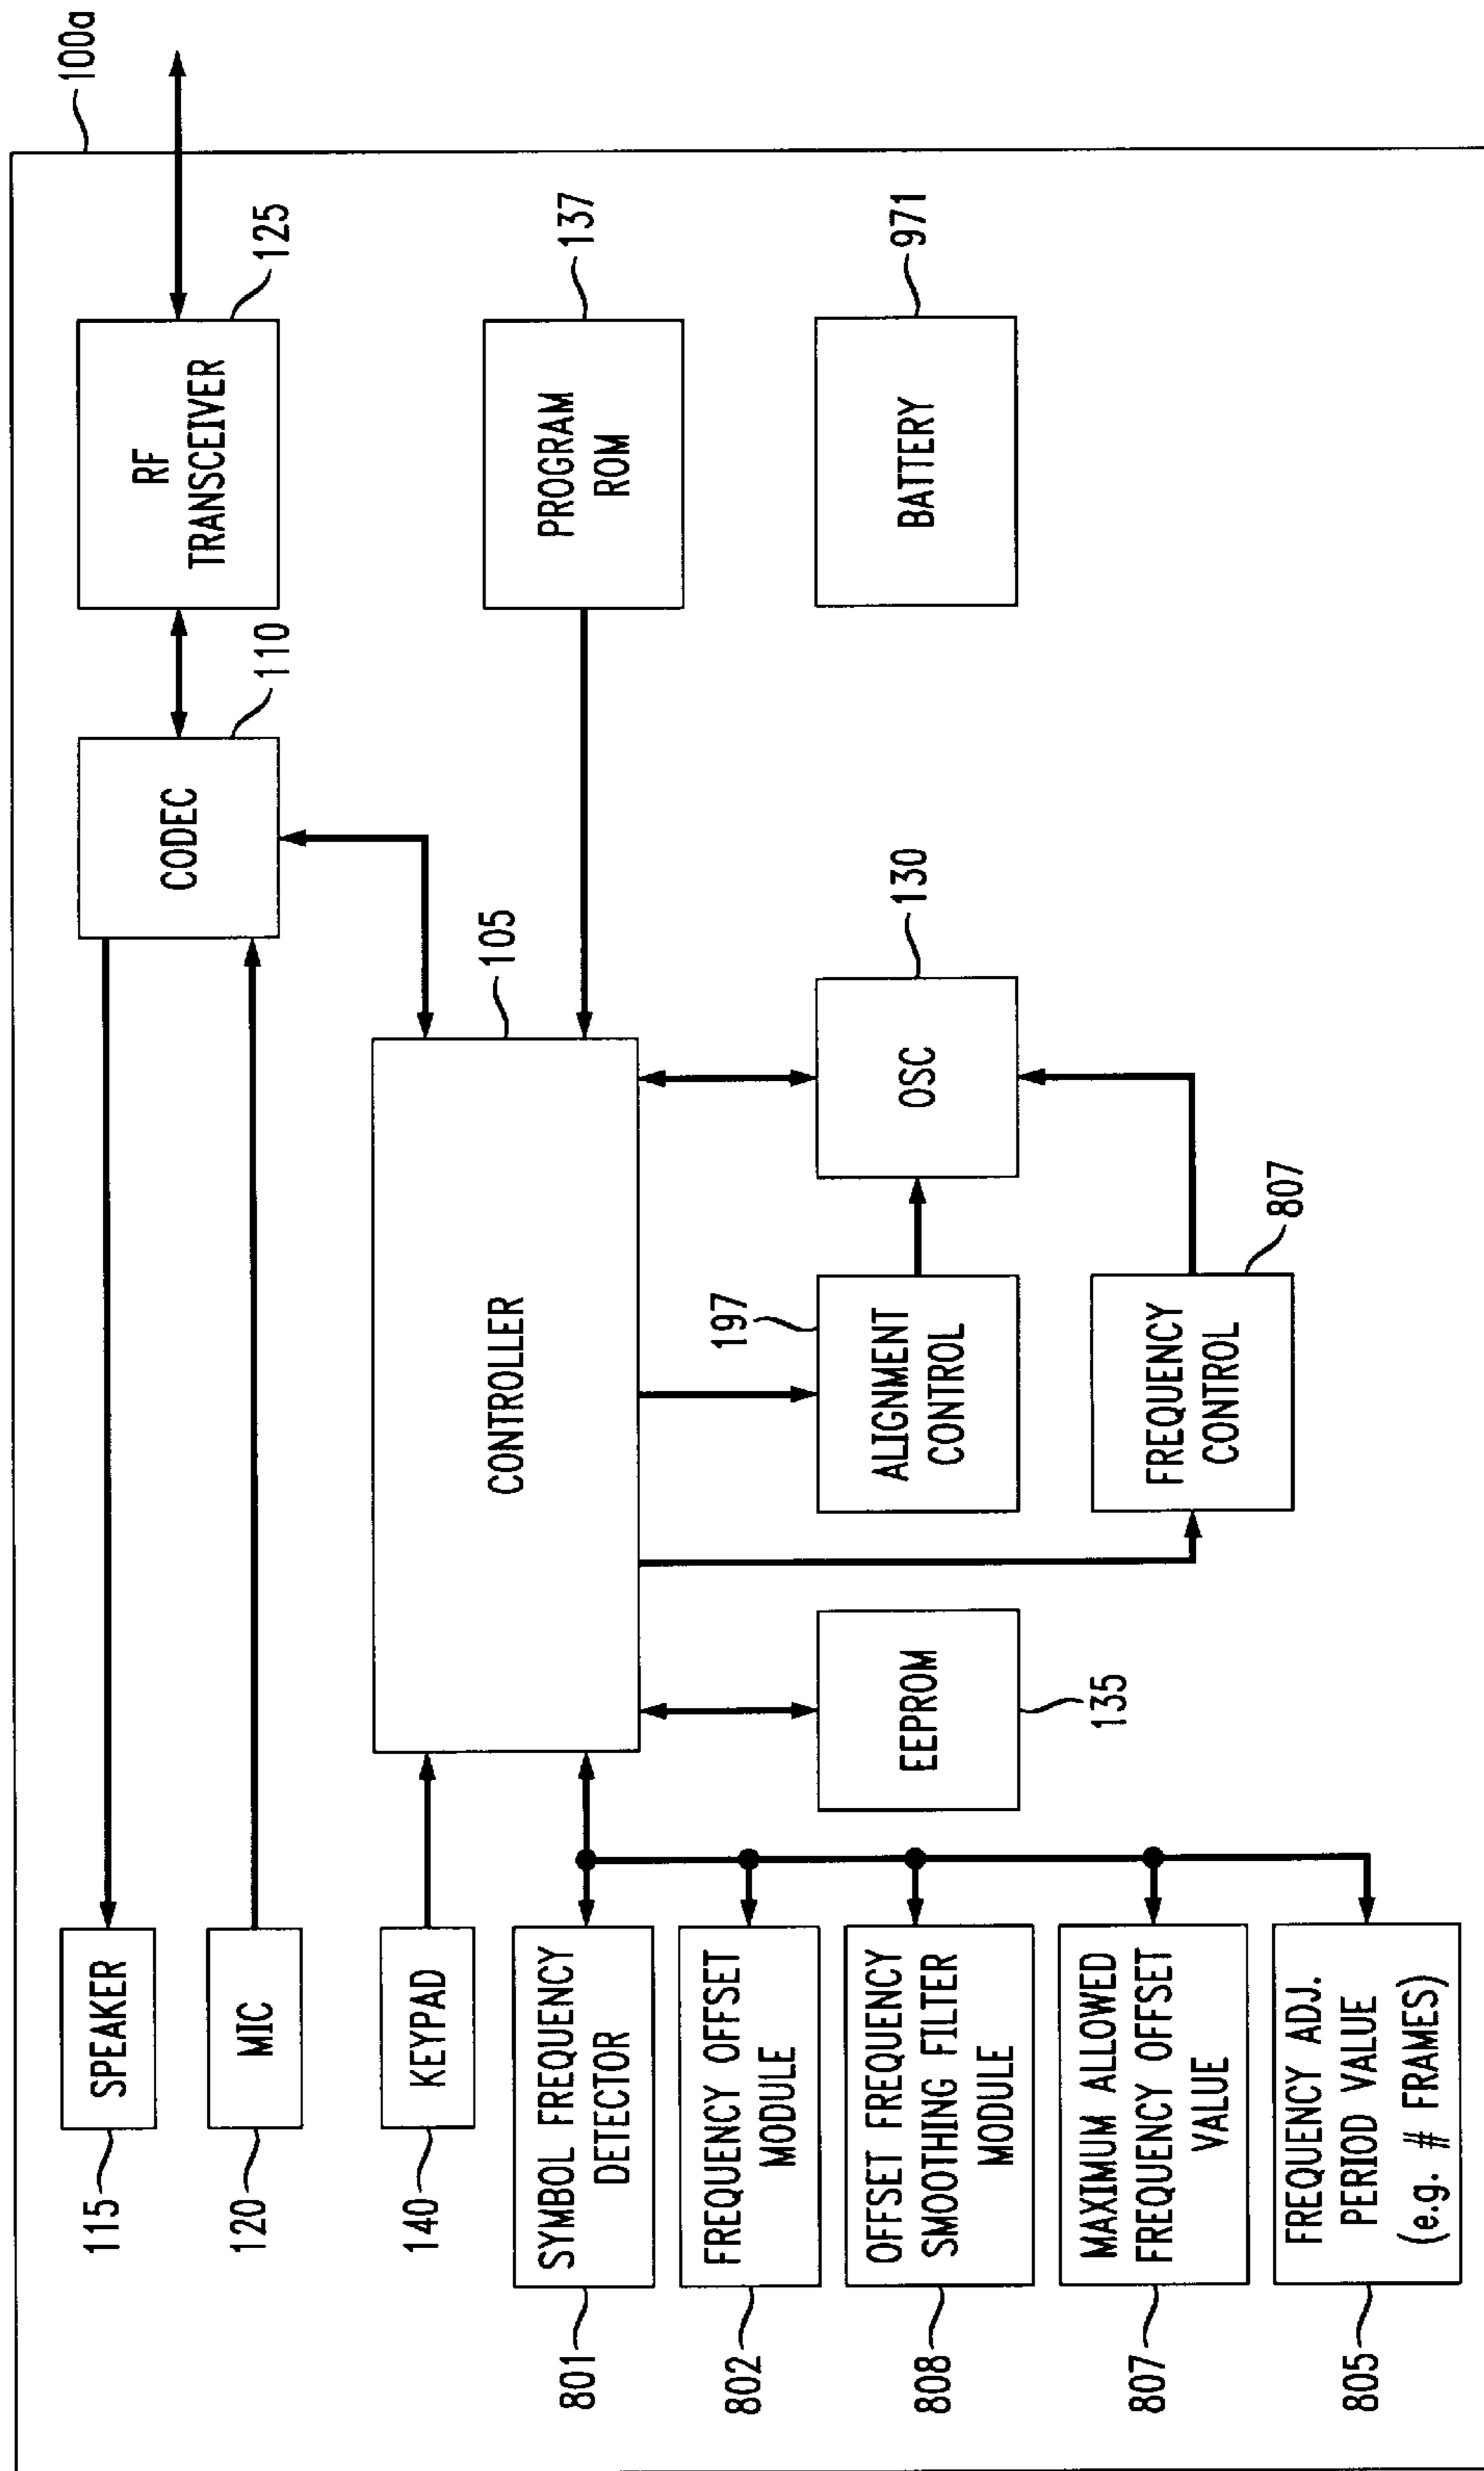 100a
SPEAKER
115
MIC
120
CODEC
110
RF
TRANSCEIVER
125
KEYPAD
140
CONTROLLER
105
PROGRAM
ROM
137
SYMBOL FREQUENCY
DETECTOR
801
FREQUENCY OFFSET
MODULE
802
OFFSET FREQUENCY
SMOOTHING FILTER
MODULE
808
MAXIMUM ALLOWED
FREQUENCY OFFSET
VALUE
807
FREQUENCY ADJ.
PERIOD VALUE
(e.g. # FRAMES)
805
EEPROM
135
ALIGNMENT
CONTROL
197
OSC
130
FREQUENCY
CONTROL
807
BATTERY
971